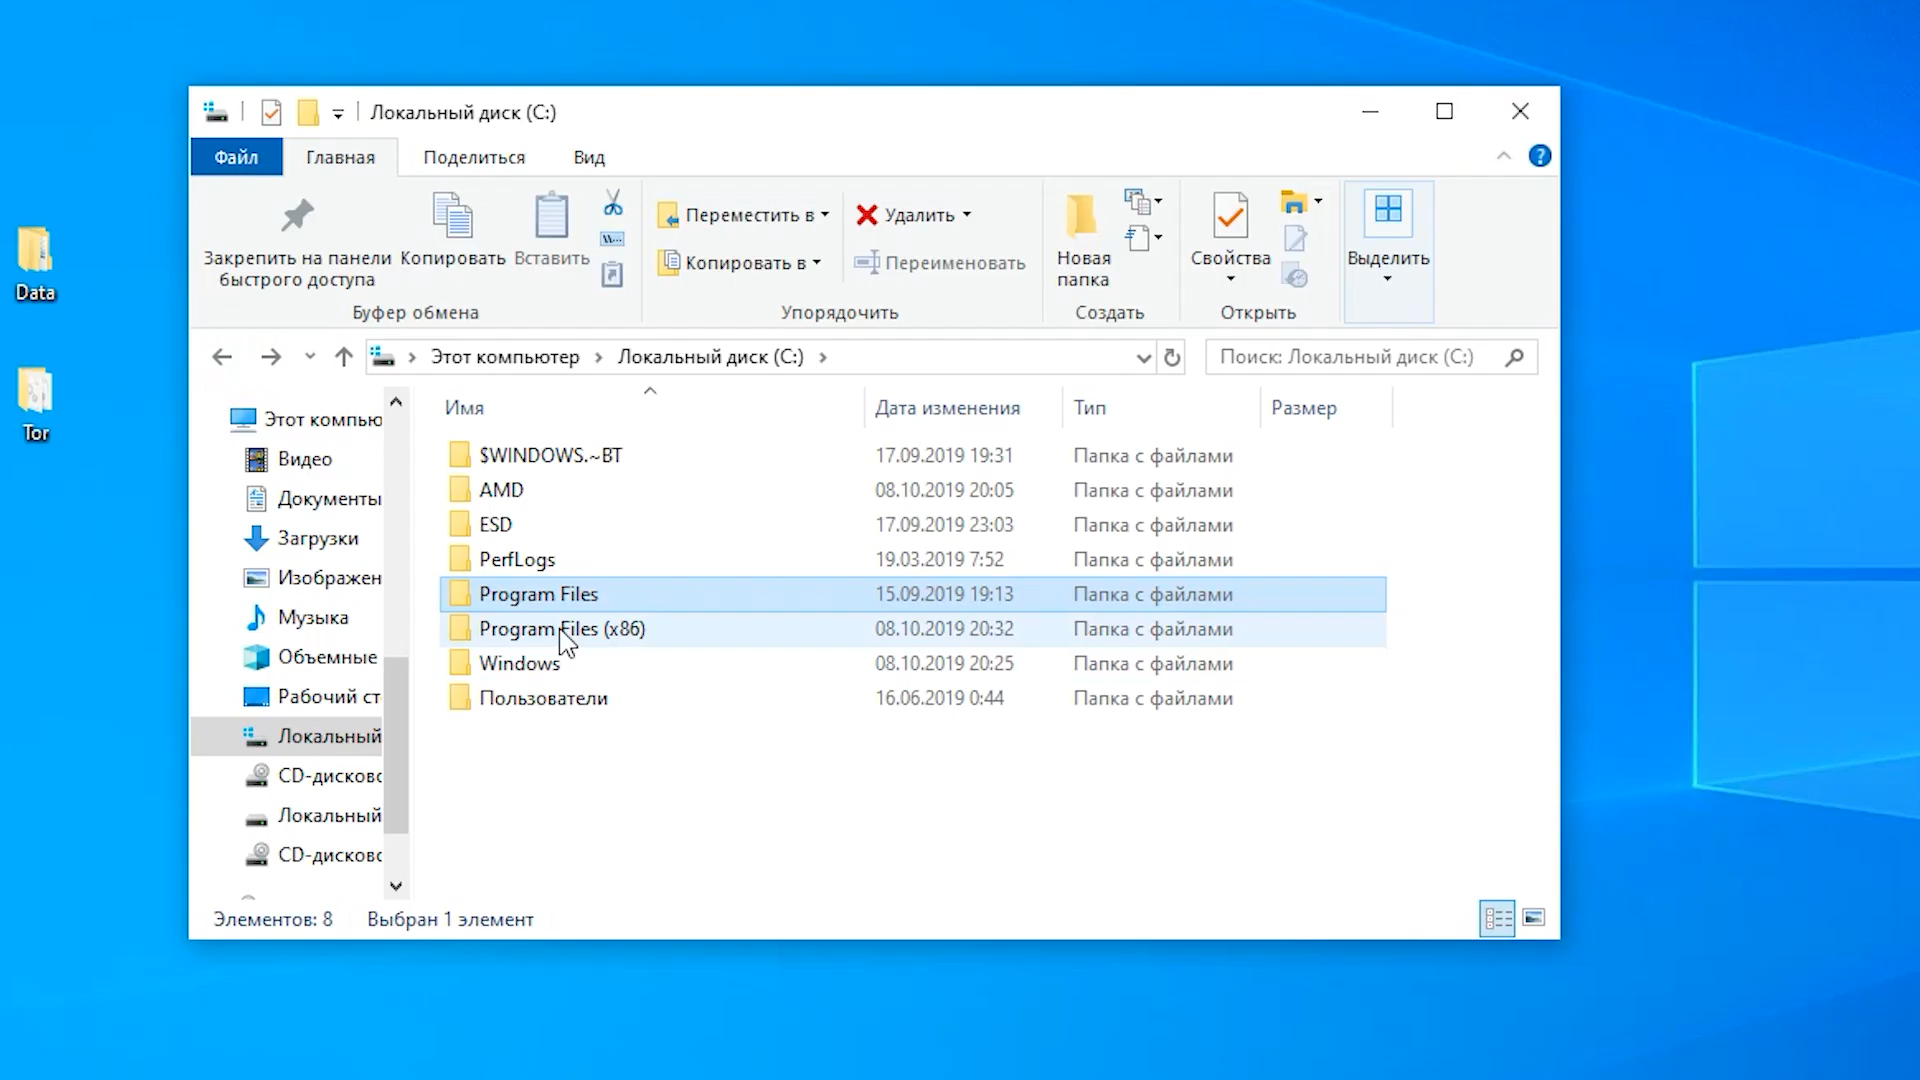 Data
Tor
Локальный диск (C:)
Файл
Главная
Поделиться
Вид
Закрепить на панели
быстрого доступа
Копировать
Вставить
Буфер обмена
Переместить в
Копировать в
Удалить
Переименовать
Упорядочить
Новая
папка
Создать
Свойства
Открыть
Выделить
Этот компьютер
Локальный диск (C:)
Поиск: Локальный диск (C:)
Этот компью
Видео
Документы
Загрузки
Изображен
Музыка
Объемные
Рабочий ст
Локальный
CD-дисково
Локальный
CD-дисково
Имя Дата изменения Тип Размер
$WINDOWS.~BT 17.09.2019 19:31 Папка с файлами
AMD 08.10.2019 20:05 Папка с файлами
ESD 17.09.2019 23:03 Папка с файлами
PerfLogs 19.03.2019 7:52 Папка с файлами
Program Files 15.09.2019 19:13 Папка с файлами
Program Files (x86) 08.10.2019 20:32 Папка с файлами
Windows 08.10.2019 20:25 Папка с файлами
Пользователи 16.06.2019 0:44 Папка с файлами
Элементов: 8 Выбран 1 элемент